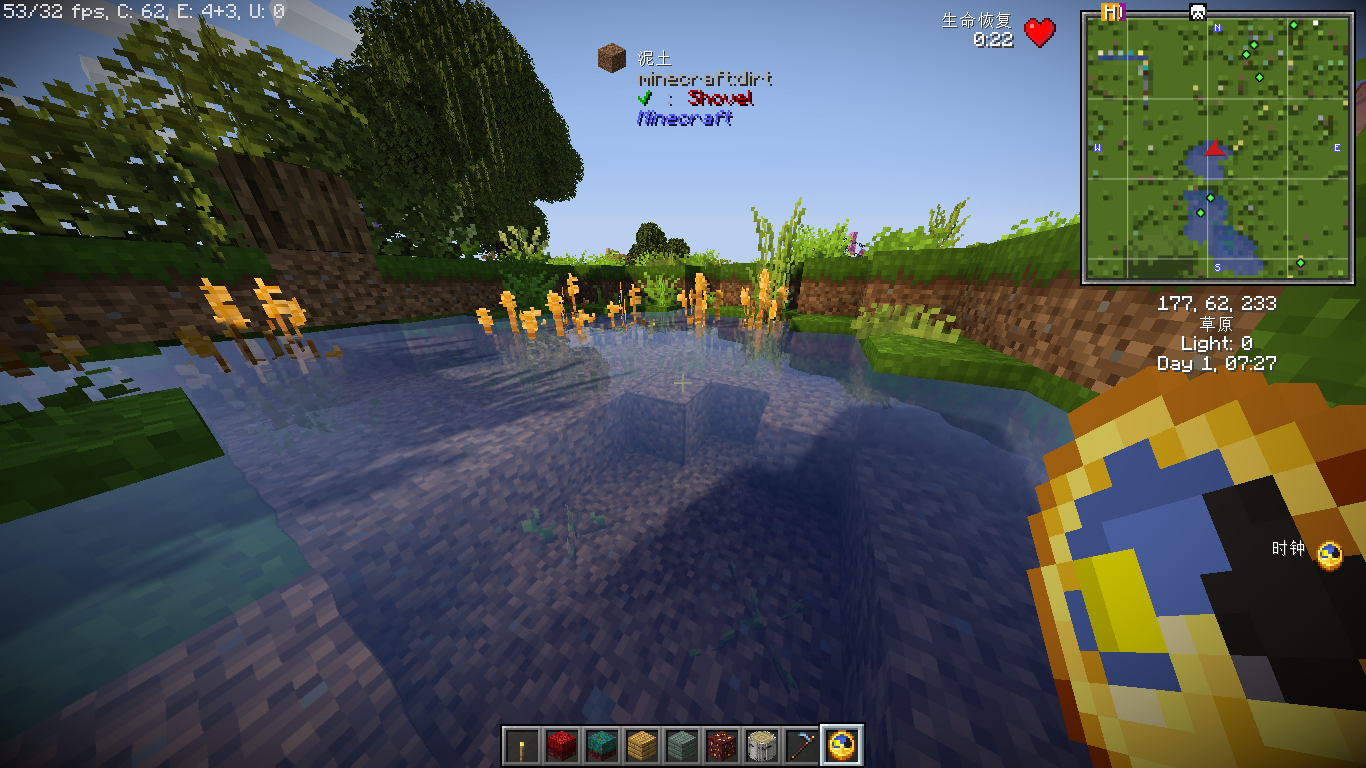 53/32 fps, C: 62, E: 4+3, U: 0
生命恢复
0:22
泥土
minecraft:dirt
✔ : Shovel
Minecraft
N
W
E
S
177, 62, 233
草原
Light: 0
Day 1, 07:27
时钟